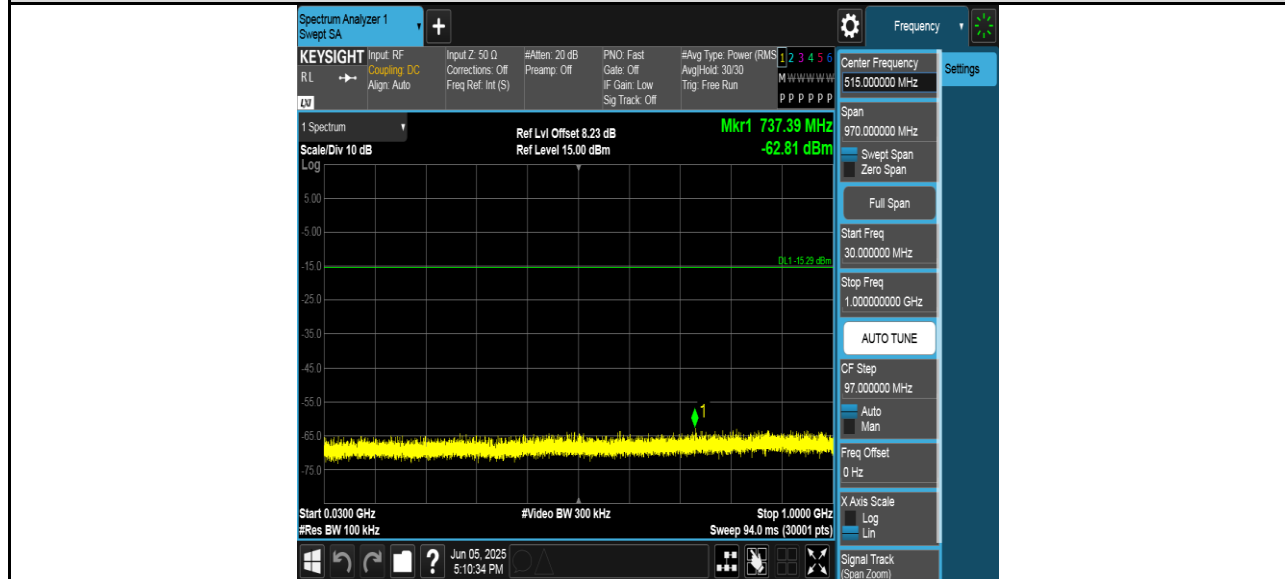 Spectrum Analyzer 1
Swept SA
+
Frequency
KEYSIGHT
RL
LXI
Input: RF
Coupling: DC
Align: Auto
Input Z: 50 Ω
Corrections: Off
Freq Ref: Int (S)
#Atten: 20 dB
Preamp: Off
PNO: Fast
Gate: Off
IF Gain: Low
Sig Track: Off
#Avg Type: Power (RMS
Avg|Hold: 30/30
Trig: Free Run
1 2 3 4 5 6
M W W W W W
P P P P P P
1 Spectrum
Scale/Div 10 dB
Ref Lvl Offset 8.23 dB
Ref Level 15.00 dBm
Mkr1 737.39 MHz
-62.81 dBm
Log
5.00
-5.00
-15.0
-25.0
-35.0
-45.0
-55.0
-65.0
-75.0
DL1 -15.29 dBm
1
Start 0.0300 GHz
#Res BW 100 kHz
#Video BW 300 kHz
Stop 1.0000 GHz
Sweep 94.0 ms (30001 pts)
?
Jun 05, 2025
5:10:34 PM
Center Frequency
515.000000 MHz
Settings
Span
970.000000 MHz
Swept Span
Zero Span
Full Span
Start Freq
30.000000 MHz
Stop Freq
1.000000000 GHz
AUTO TUNE
CF Step
97.000000 MHz
Auto
Man
Freq Offset
0 Hz
X Axis Scale
Log
Lin
Signal Track
(Span Zoom)